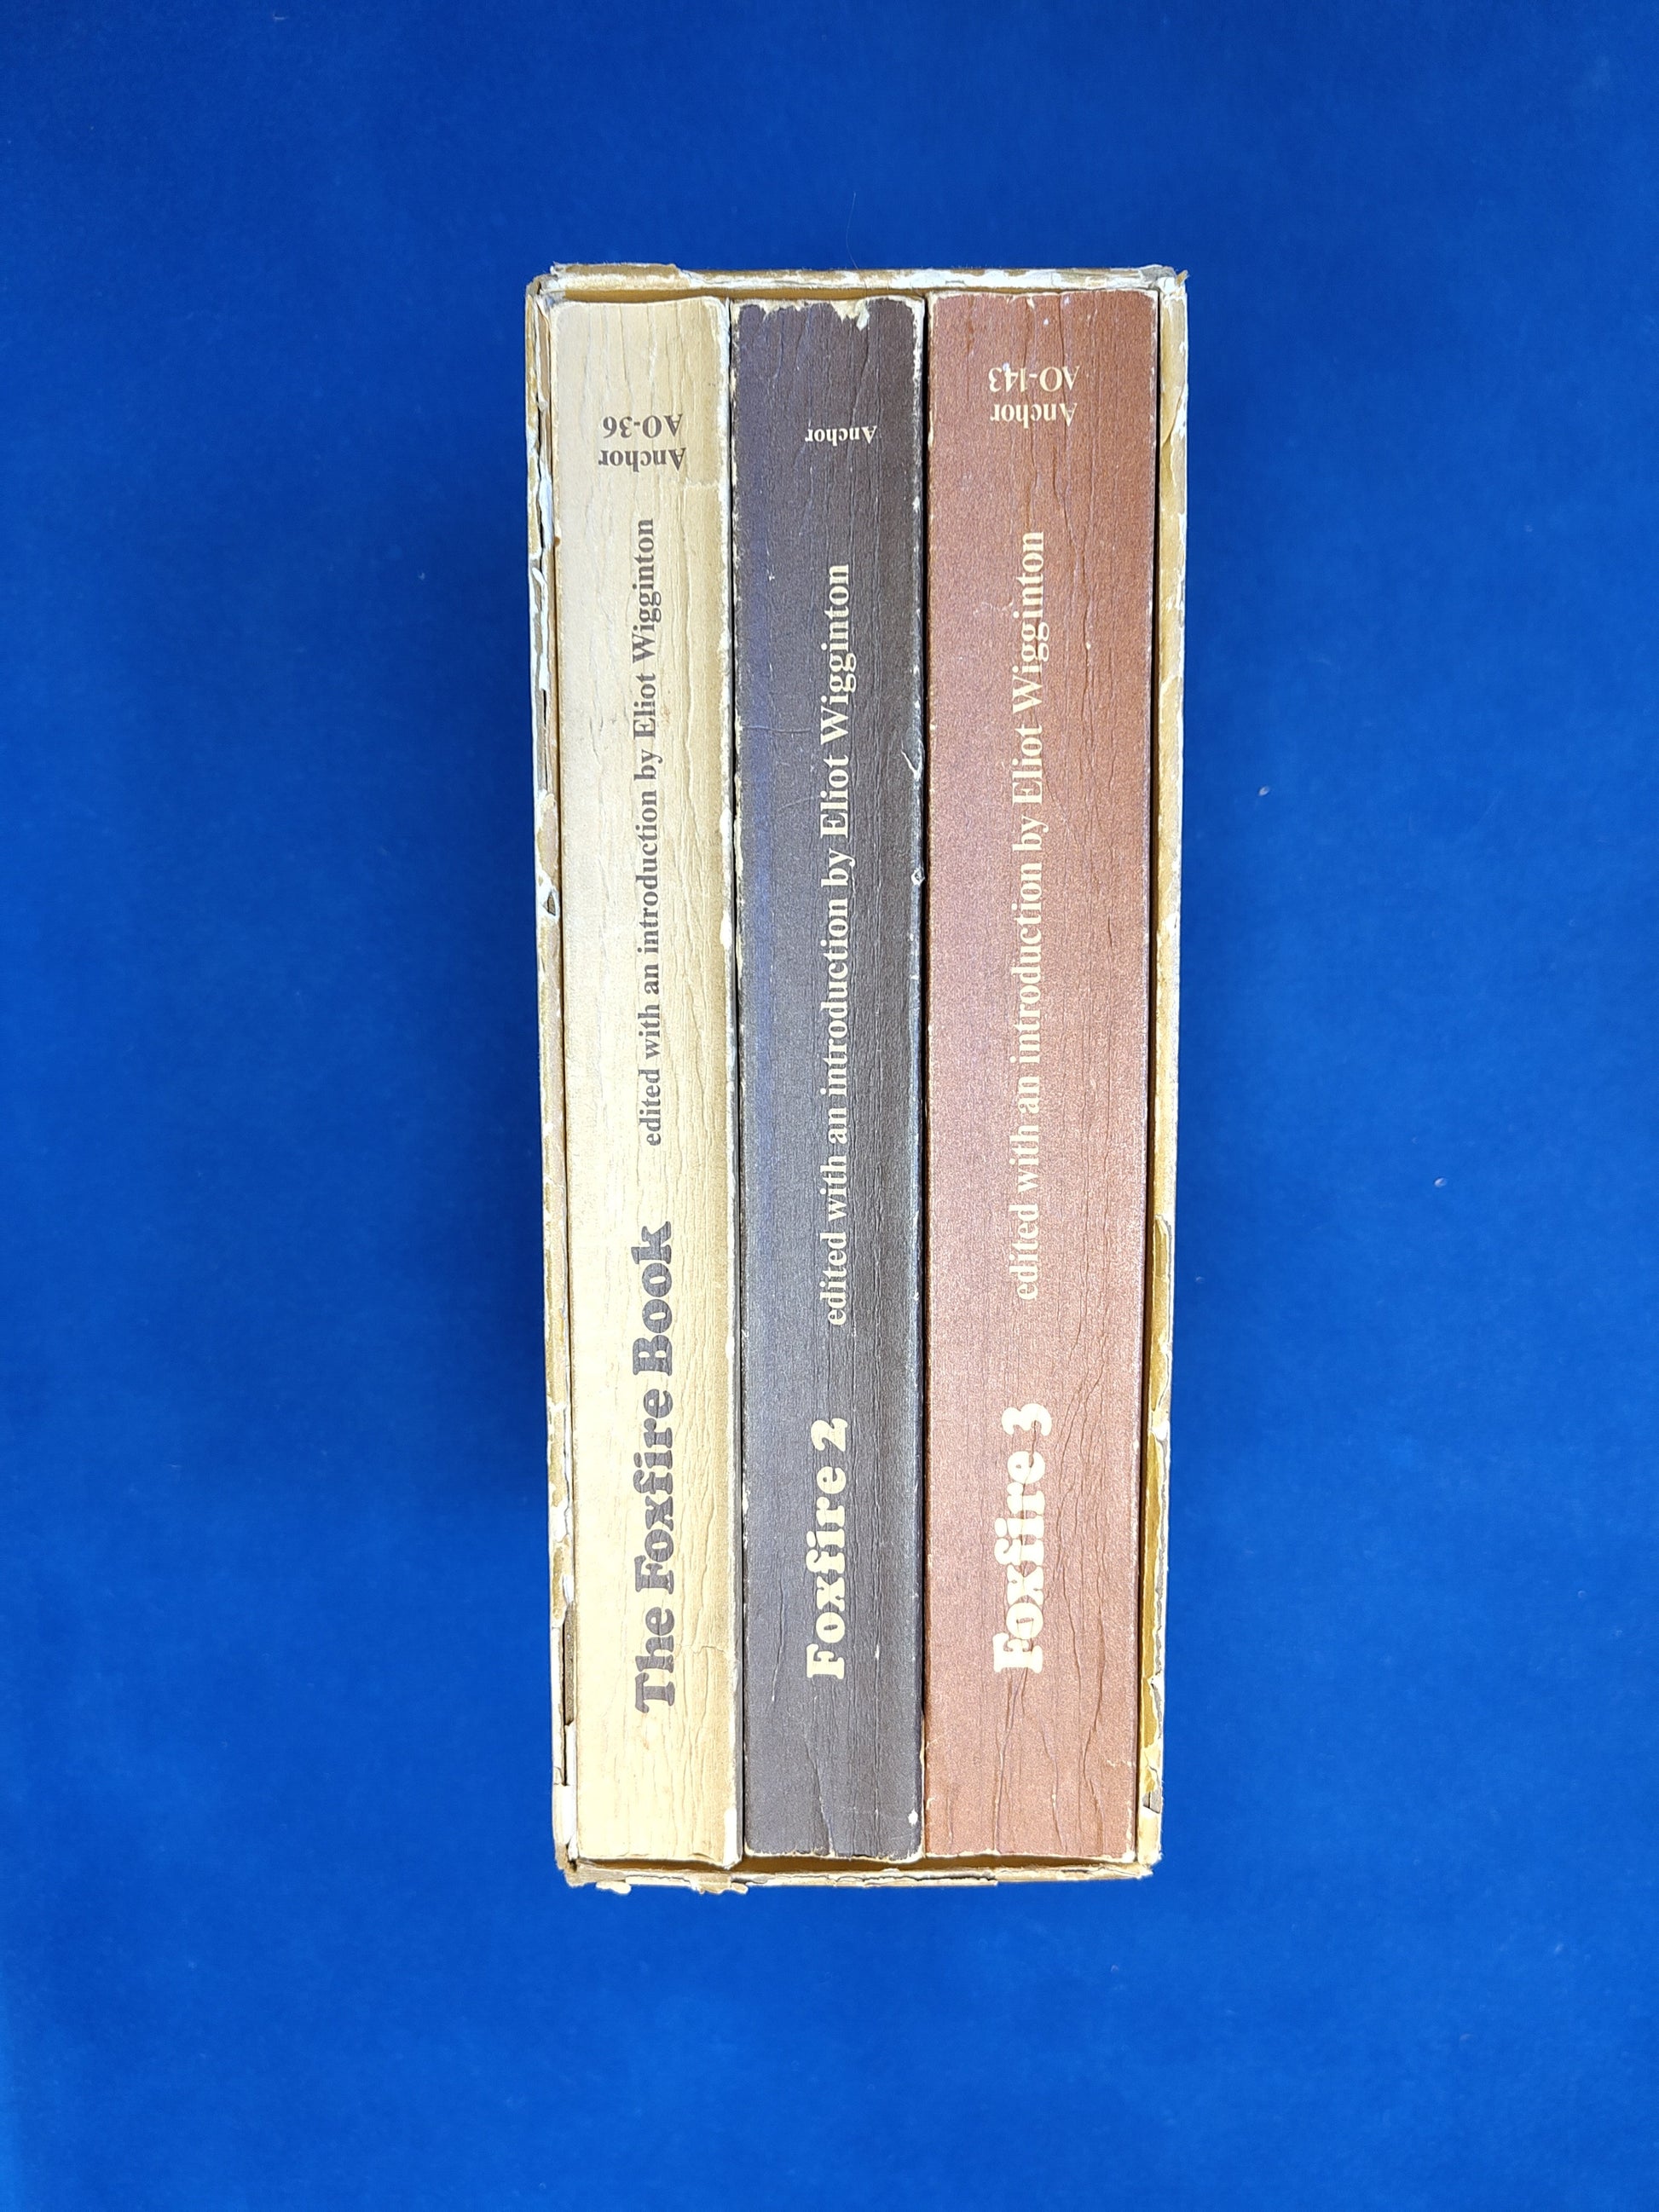 The Foxfire Book
edited with an introduction by Eliot Wigginton
Anchor
AO-36
Foxfire 2
edited with an introduction by Eliot Wigginton
Anchor
Foxfire 3
edited with an introduction by Eliot Wigginton
Anchor
AO-143